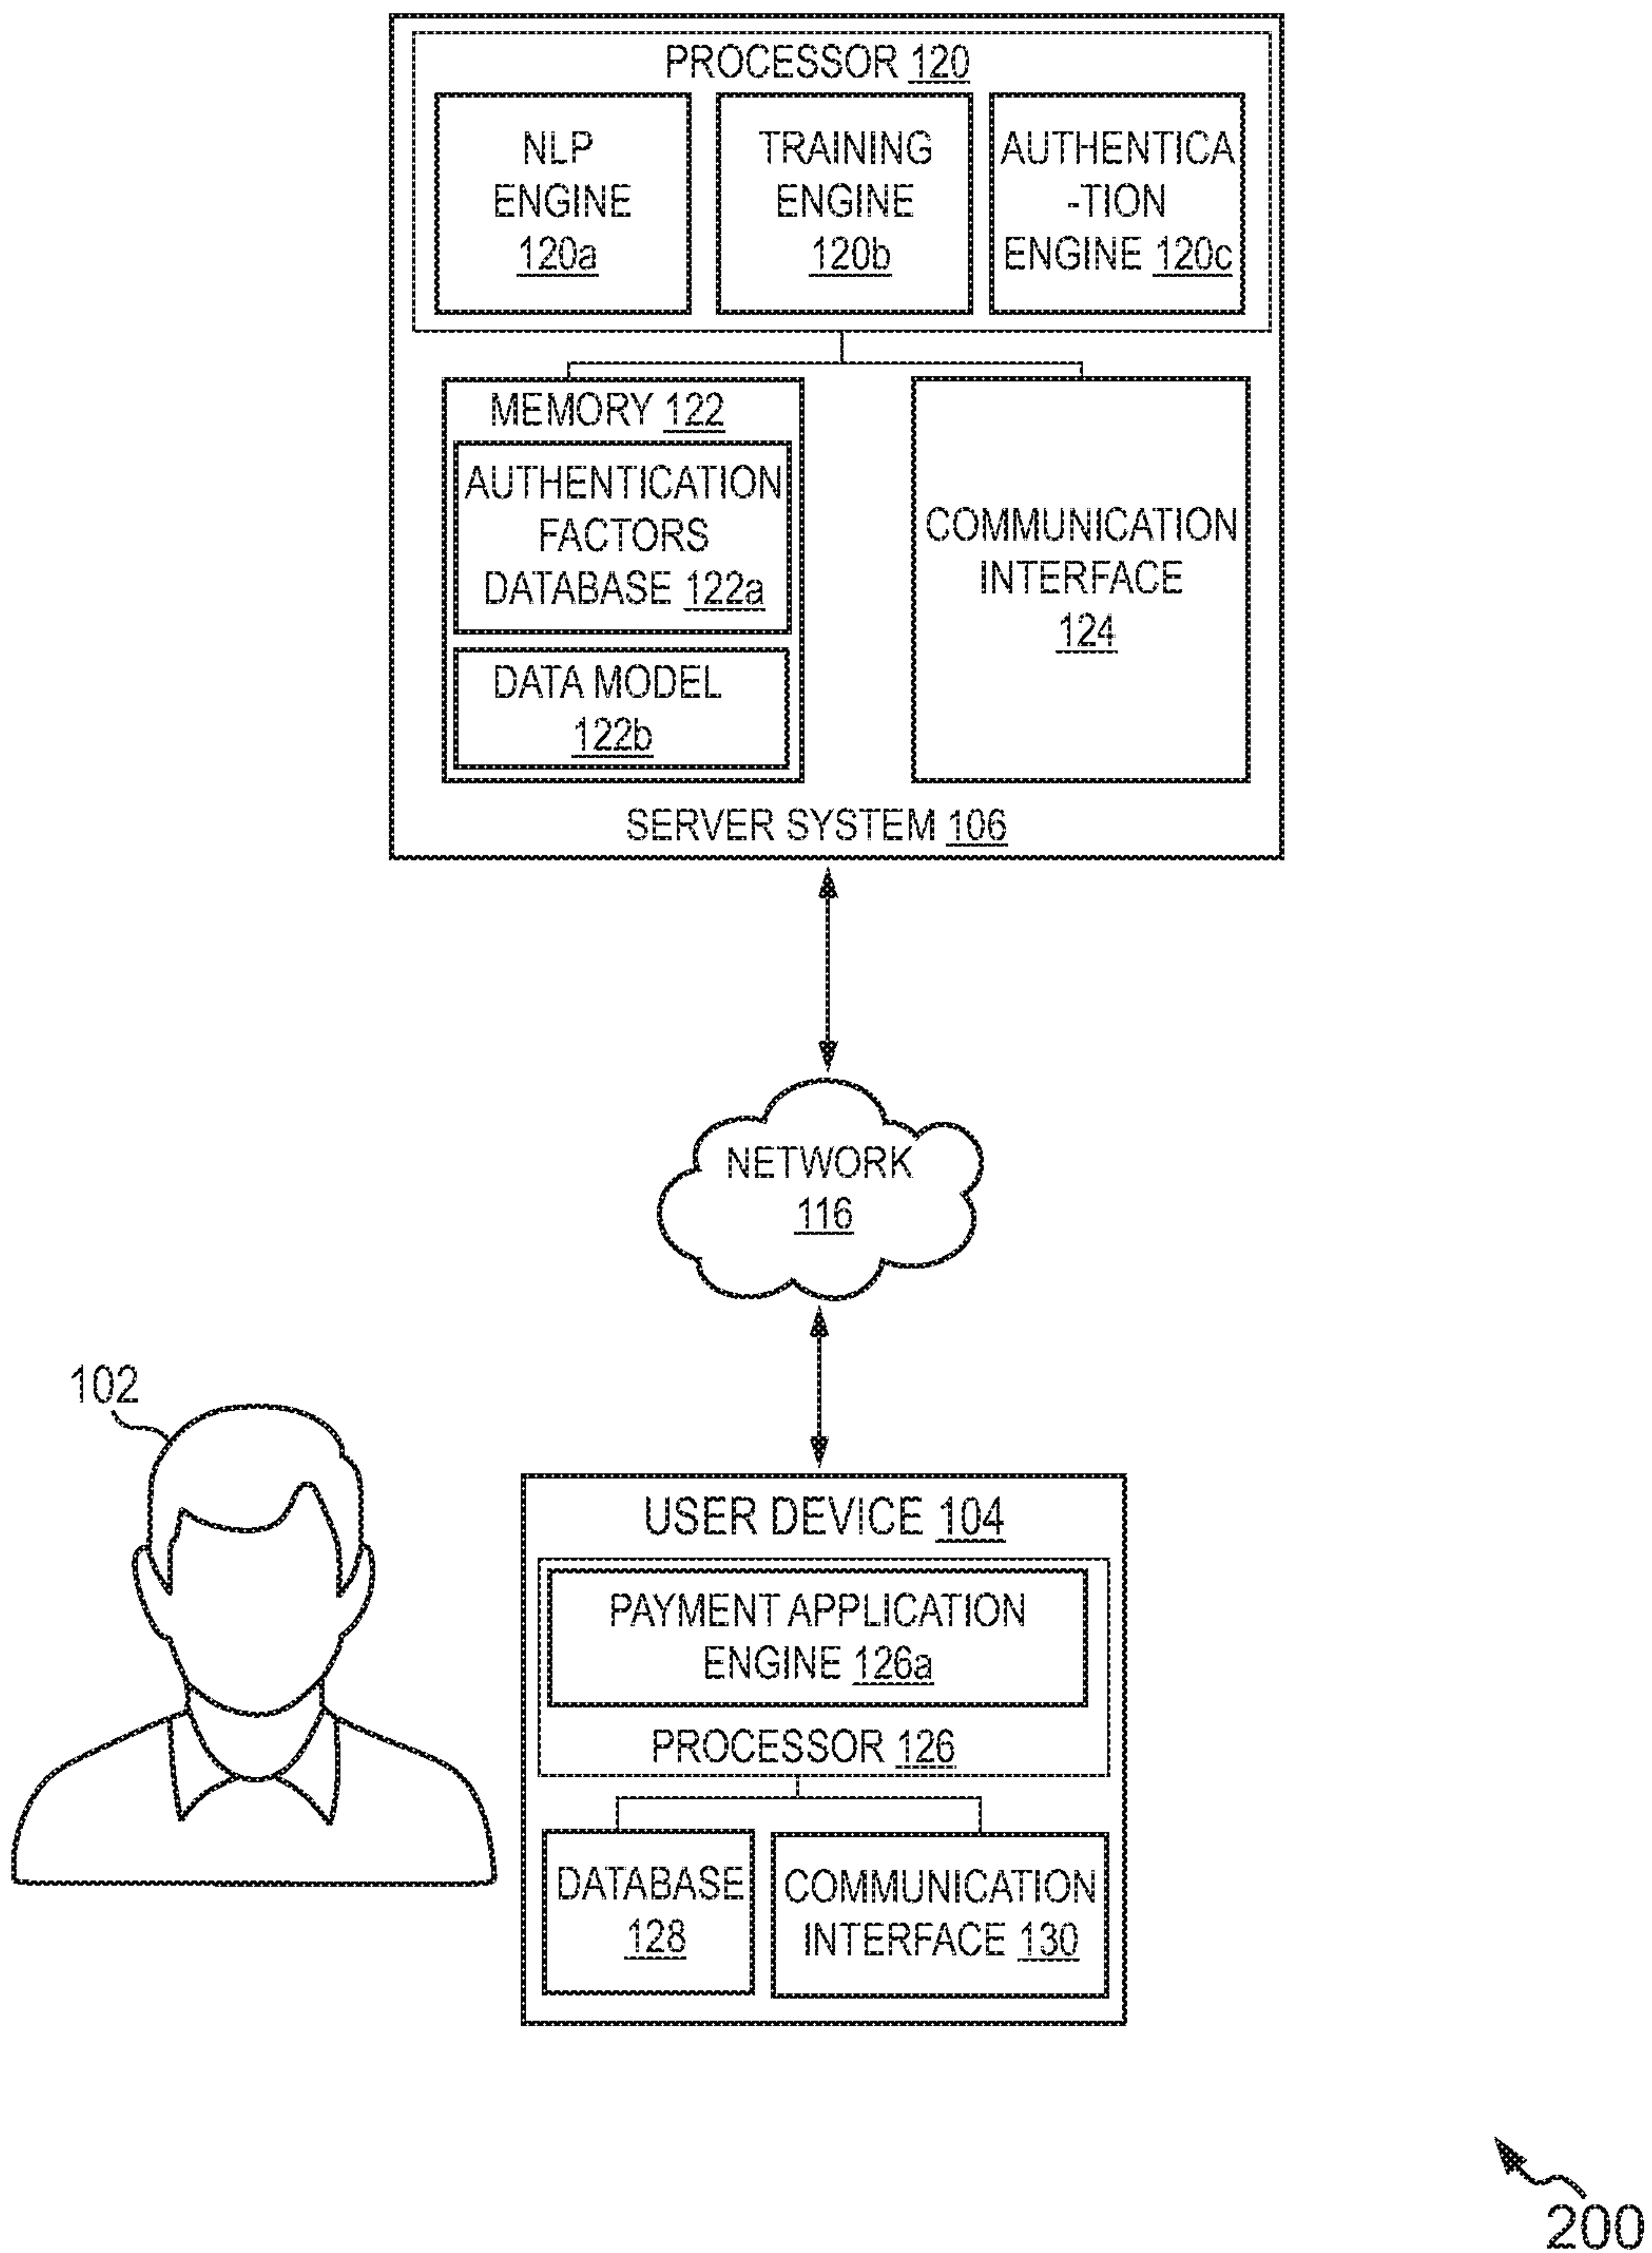 PROCESSOR 120
NLP
ENGINE
120a
TRAINING
ENGINE
120b
AUTHENTICA
-TION
ENGINE 120c
MEMORY 122
AUTHENTICATION
FACTORS
DATABASE 122a
DATA MODEL
122b
COMMUNICATION
INTERFACE
124
SERVER SYSTEM 106
NETWORK
116
102
USER DEVICE 104
PAYMENT APPLICATION
ENGINE 126a
PROCESSOR 126
DATABASE
128
COMMUNICATION
INTERFACE 130
200